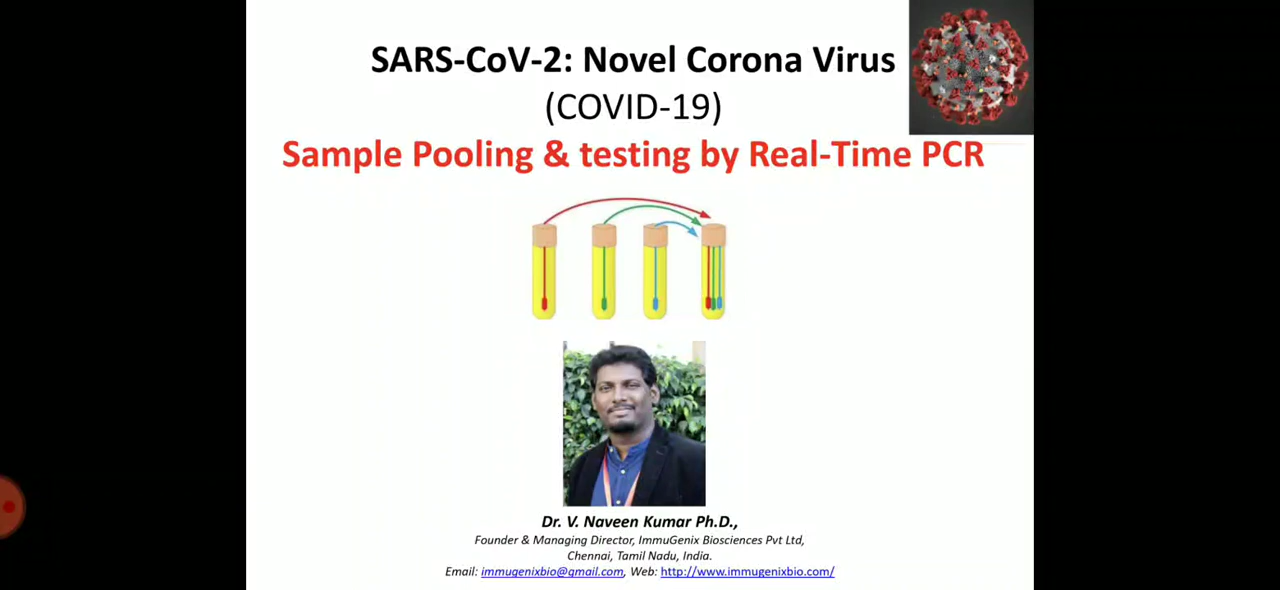 SARS-CoV-2: Novel Corona Virus
(COVID-19)
Sample Pooling & testing by Real-Time PCR
Dr. V. Naveen Kumar Ph.D.,
Founder & Managing Director, ImmuGenix Biosciences Pvt Ltd,
Chennai, Tamil Nadu, India.
Email: immugenixbio@gmail.com, Web: http://www.immugenixbio.com/